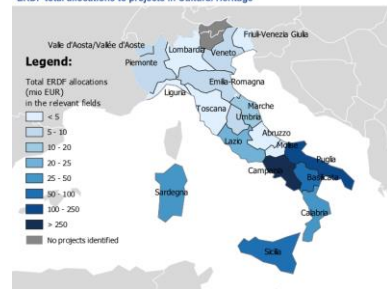 ERDF total allocations to projects in Cultural Heritage
Valle d'Aosta/Vallée d'Aoste
Friuli-Venezia Giulia
Lombardia
Veneto
Legend:
Piemonte
Total ERDF allocations
(mio EUR)
in the relevant fields
Emilia-Romagna
Liguria
Toscana
Marche
Umbria
< 5
5 - 10
10 - 20
20 - 25
25 - 50
50 - 100
100 - 250
> 250
No projects identified
Abruzzo
Lazio
Molise
Puglia
Campania
Basilicata
Sardegna
Calabria
Sicilia